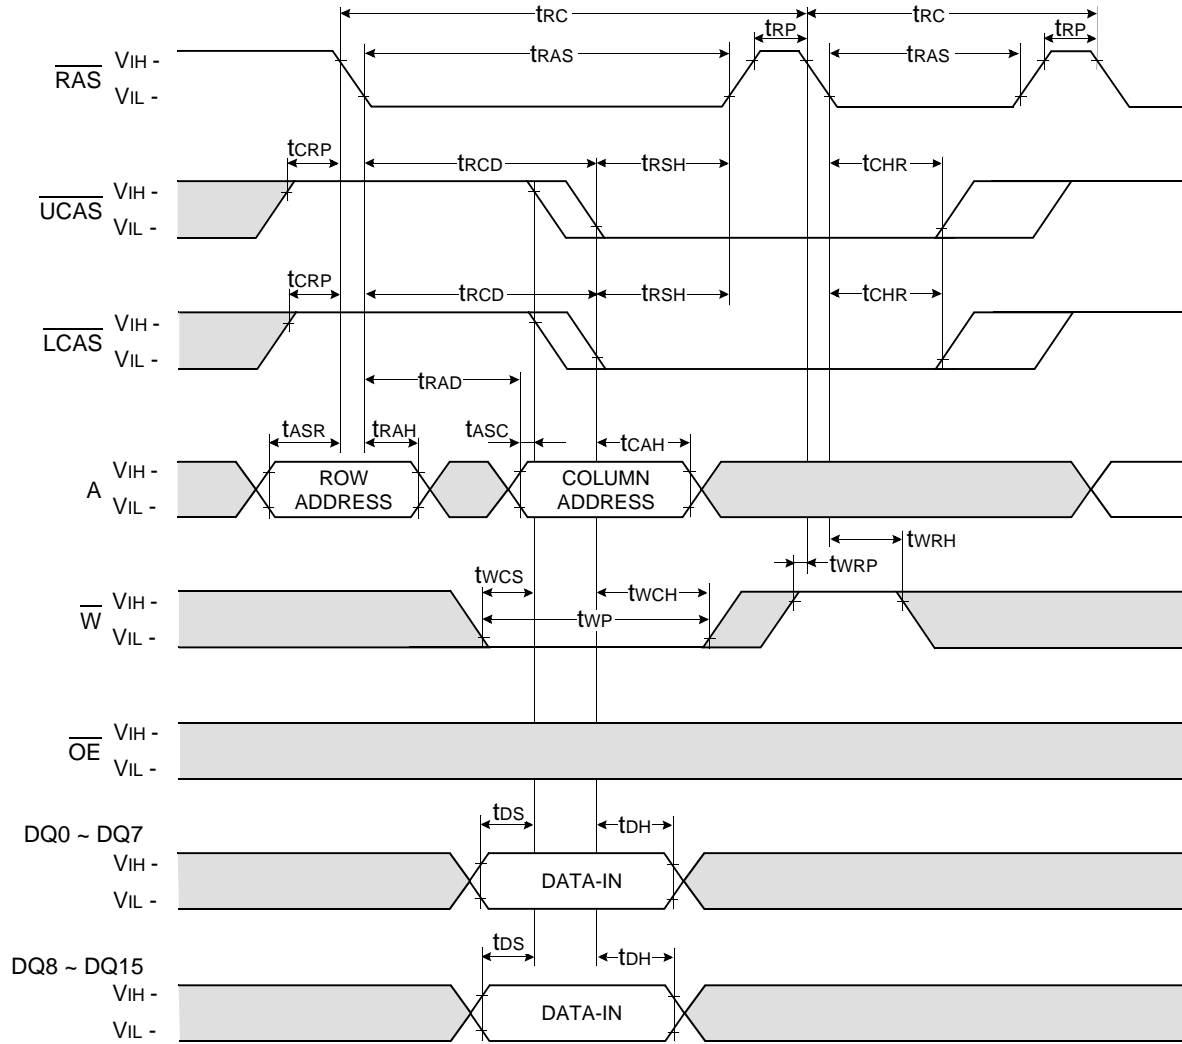 tRC tRC
tRP tRP
tRAS tRAS
RAS VIH -
VIL -
tCRP tRCD tRSH tCHR
UCAS VIH -
VIL -
tCRP tRCD tRSH tCHR
LCAS VIH -
VIL -
tRAD
tASR tRAH tASC tCAH
A VIH -
VIL -
ROW ADDRESS
COLUMN ADDRESS
tWRH
tWRP
tWCS tWCH
tWP
W VIH -
VIL -
OE VIH -
VIL -
tDS tDH
DQ0 ~ DQ7
VIH -
VIL -
DATA-IN
tDS tDH
DQ8 ~ DQ15
VIH -
VIL -
DATA-IN